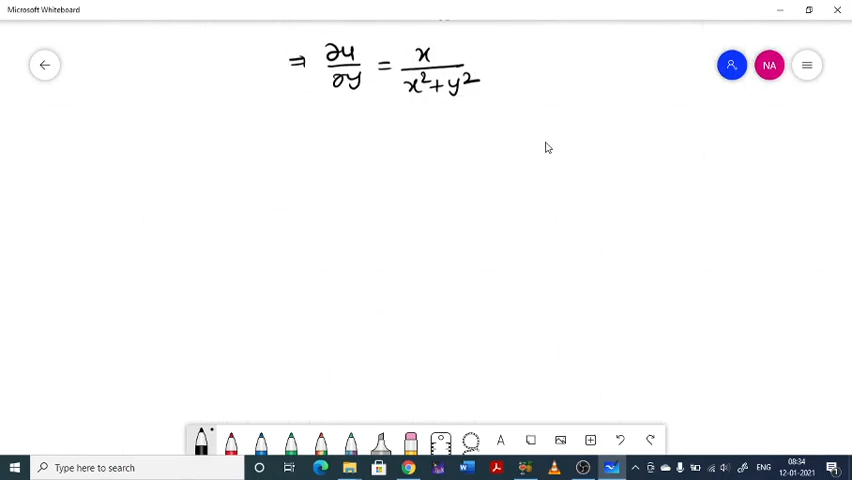 Microsoft Whiteboard
⇒ ∂u/∂y = x/(x²+y²)
NA
A
Type here to search
ENG
08:34
12-01-2021